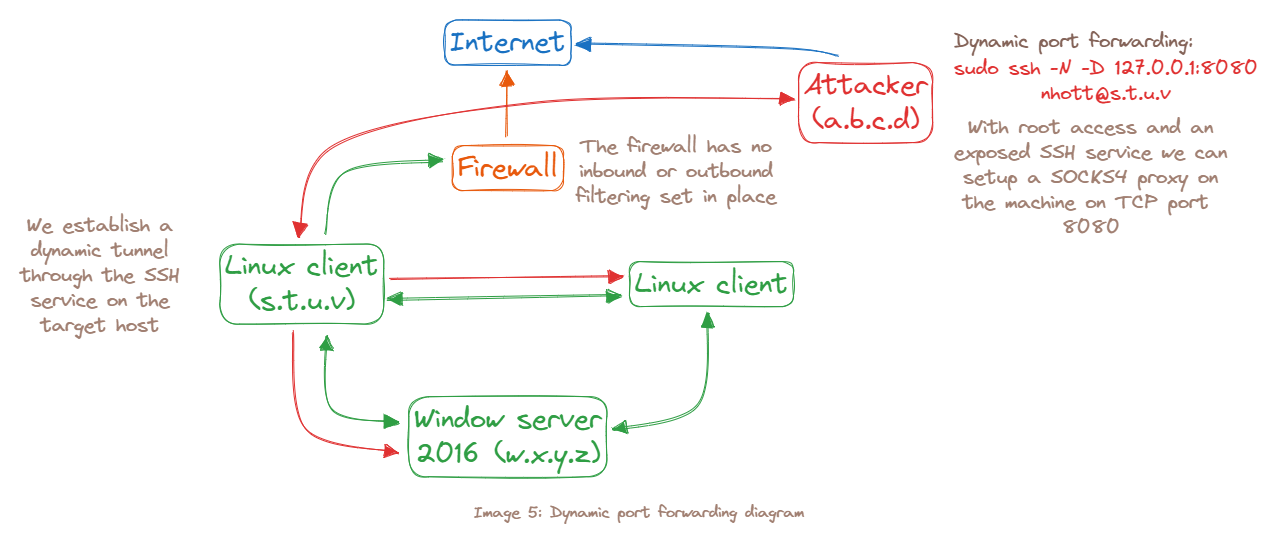 Internet
Attacker
(a.b.c.d)
Dynamic port forwarding:
sudo ssh -N -D 127.0.0.1:8080
nhott@s.t.u.v
With root access and an
exposed SSH service we can
setup a SOCKS4 proxy on
the machine on TCP port
8080
Firewall
The firewall has no
inbound or outbound
filtering set in place
We establish a
dynamic tunnel
through the SSH
service on the
target host
Linux client
(s.t.u.v)
Linux client
Window server
2016 (w.x.y.z)
Image 5: Dynamic port forwarding diagram